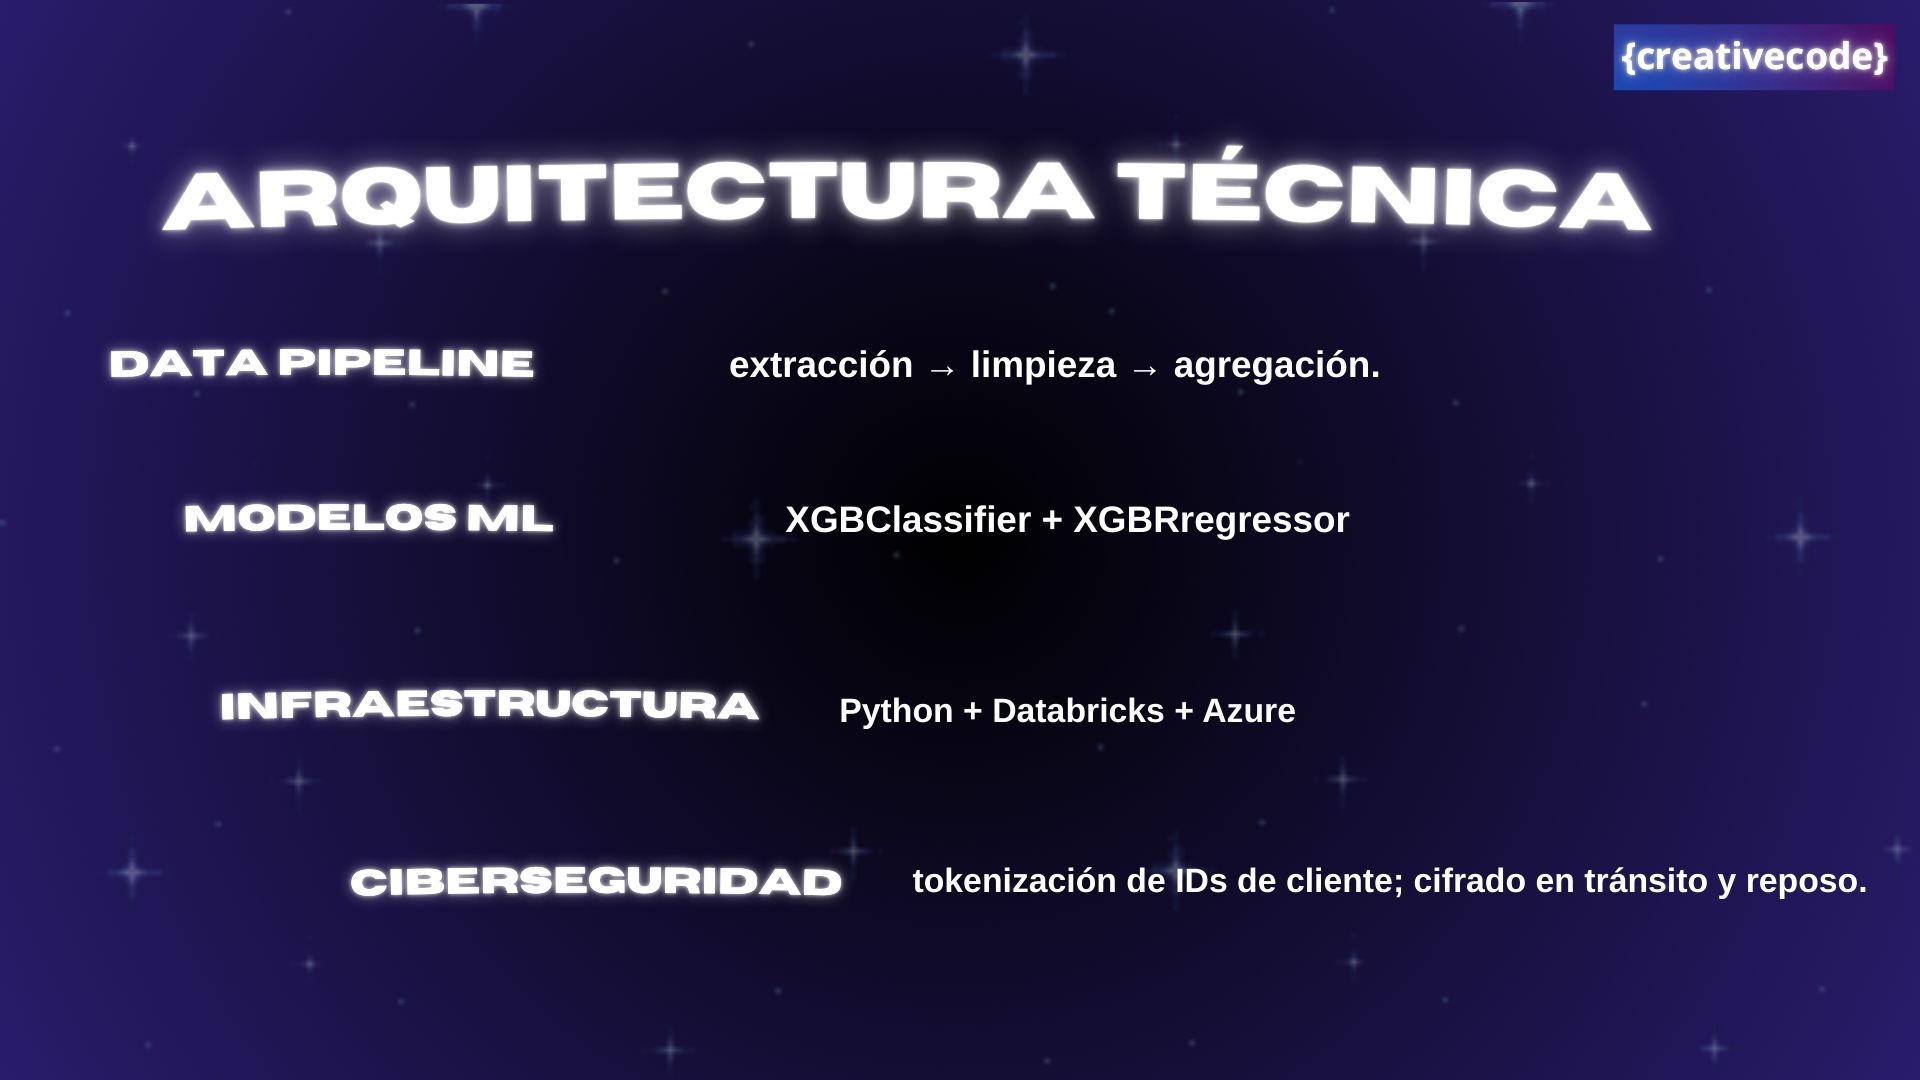 {creativecode}
ARQUITECTURA TÉCNICA
DATA PIPELINE extracción → limpieza → agregación.
MODELOS ML XGBClassifier + XGBRregressor
INFRAESTRUCTURA Python + Databricks + Azure
CIBERSEGURIDAD tokenización de IDs de cliente; cifrado en tránsito y reposo.